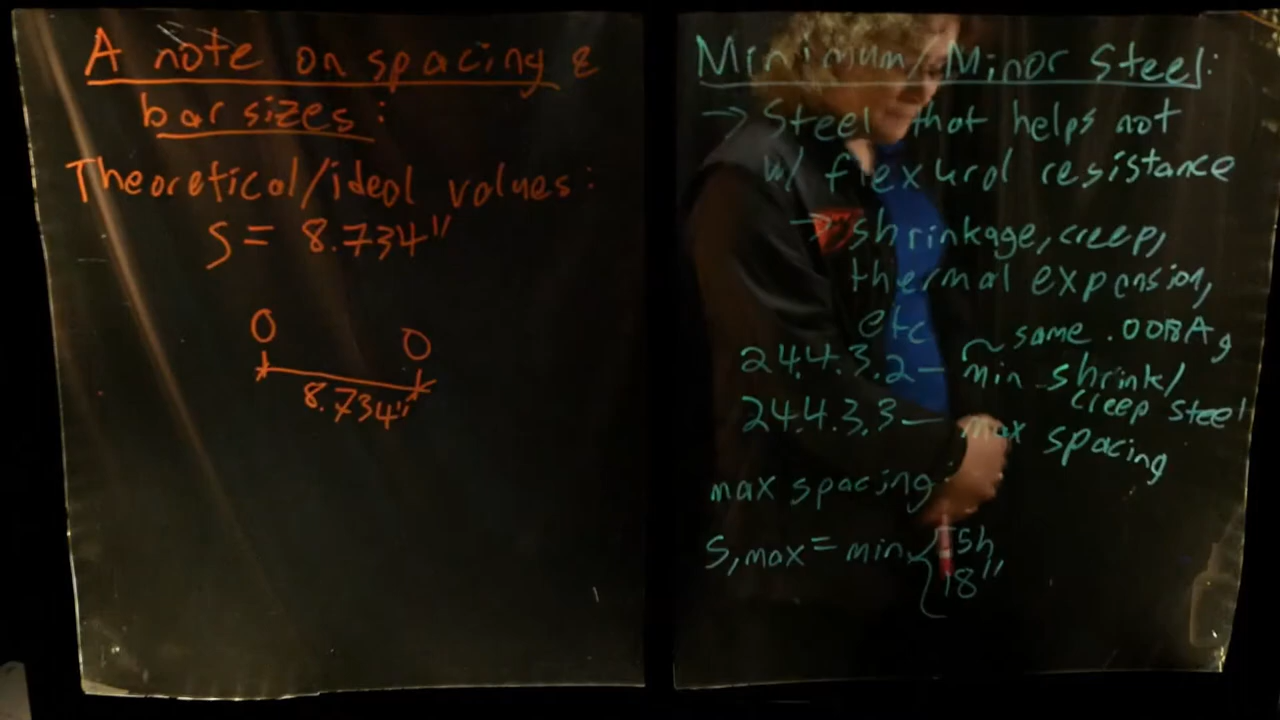 A note on spacing &
bar sizes:
Theoretical/ideal values:
S = 8.734"
8.734"
Minimum/Minor Steel:
→ Steel that helps not
w/ flexural resistance
→ shrinkage, creep,
thermal expansion,
etc ~ same .0018Ag
24.4.3.2 — min shrink/
creep steel
24.4.3.3 — max spacing
max spacing:
S,max = min { 5h
18"